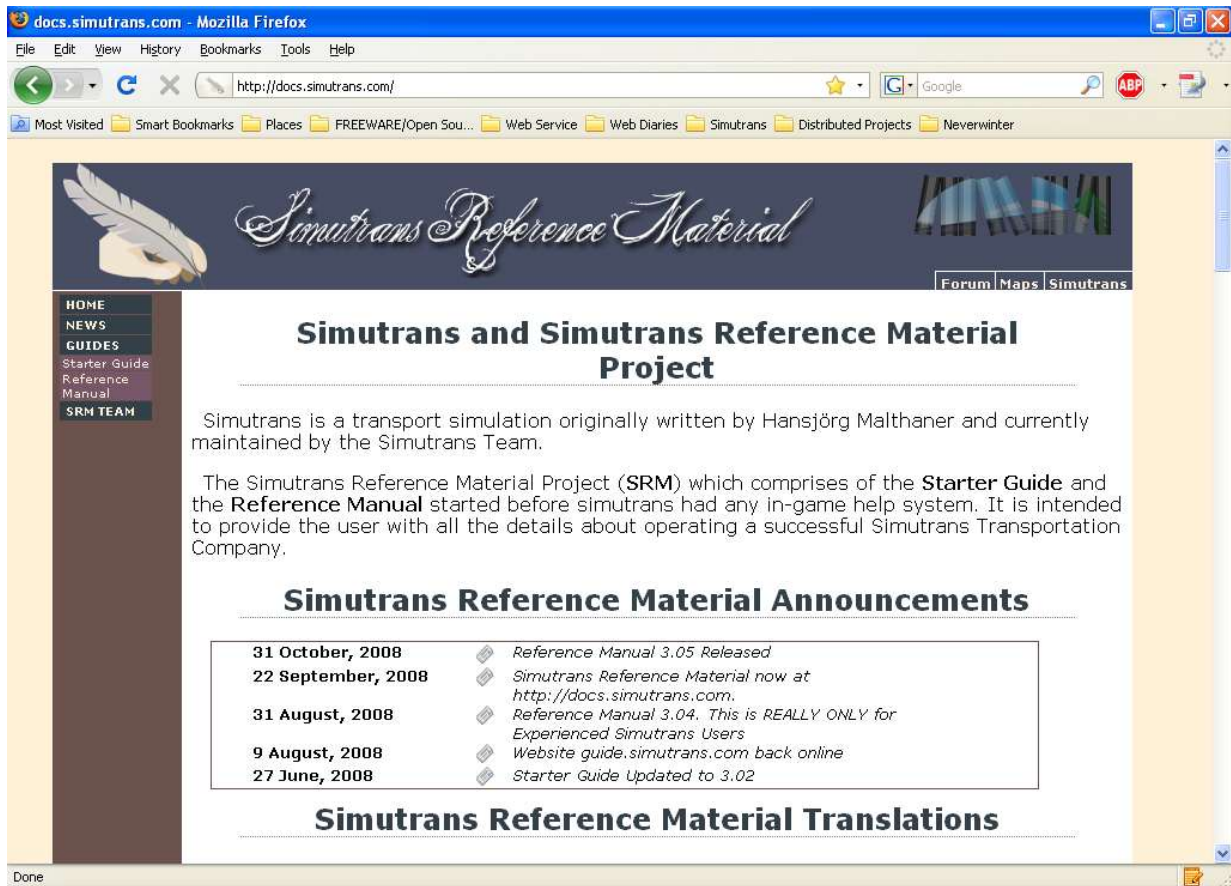 docs.simutrans.com - Mozilla Firefox
File Edit View History Bookmarks Tools Help
http://docs.simutrans.com/
G Google
ABP
Most Visited Smart Bookmarks Places FREEWARE/Open Sou... Web Service Web Diaries Simutrans Distributed Projects Neverwinter
Simutrans Reference Material
Forum Maps Simutrans
HOME
NEWS
GUIDES
Starter Guide
Reference
Manual
SRM TEAM
Simutrans and Simutrans Reference Material
Project
Simutrans is a transport simulation originally written by Hansjörg Malthaner and currently
maintained by the Simutrans Team.
The Simutrans Reference Material Project (SRM) which comprises of the Starter Guide and
the Reference Manual started before simutrans had any in-game help system. It is intended
to provide the user with all the details about operating a successful Simutrans Transportation
Company.
Simutrans Reference Material Announcements
31 October, 2008 Reference Manual 3.05 Released
22 September, 2008 Simutrans Reference Material now at
http://docs.simutrans.com.
31 August, 2008 Reference Manual 3.04. This is REALLY ONLY for
Experienced Simutrans Users
9 August, 2008 Website guide.simutrans.com back online
27 June, 2008 Starter Guide Updated to 3.02
Simutrans Reference Material Translations
Done